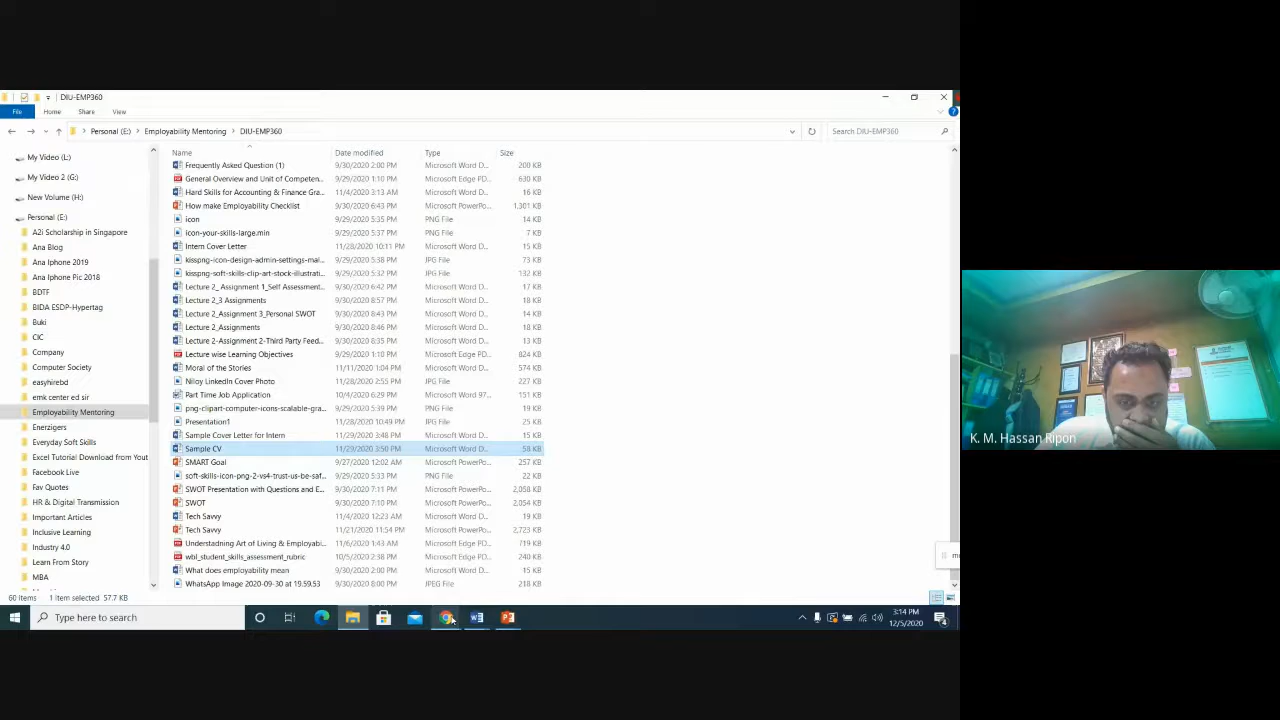 DIU-EMP360
File Home Share View
Personal (E:) Employability Mentoring DIU-EMP360 Search DIU-EMP360
Name Date modified Type Size
My Video (L:)
My Video 2 (G:)
New Volume (H:)
Personal (E:)
A2i Scholarship in Singapore
Ana Blog
Ana Iphone 2019
Ana Iphone Pic 2018
BDTF
BIDA ESDP-Hypertag
Buki
CIC
Company
Computer Society
easyhirebd
emk center ed sir
Employability Mentoring
Enerzigers
Everyday Soft Skills
Excel Tutorial Download from Yout
Facebook Live
Fav Quotes
HR & Digital Transmission
Important Articles
Inclusive Learning
Industry 4.0
Learn From Story
MBA
Frequently Asked Question (1) 9/30/2020 2:00 PM Microsoft Word D... 200 KB
General Overview and Unit of Competen... 9/29/2020 1:10 PM Microsoft Edge PD... 630 KB
Hard Skills for Accounting & Finance Gra... 11/4/2020 3:13 AM Microsoft Word D... 16 KB
How make Employability Checklist 9/30/2020 6:43 PM Microsoft PowerPo... 1,301 KB
icon 9/29/2020 5:37 PM PNG File 14 KB
icon-your-skills-large.min 9/29/2020 5:37 PM PNG File 7 KB
Intern Cover Letter 11/28/2020 10:11 PM Microsoft Word D... 15 KB
kisspng-icon-design-admin-settings-mai... 9/29/2020 5:38 PM JPG File 73 KB
kisspng-soft-skills-clip-art-stock-illustrati... 9/29/2020 5:32 PM JPG File 132 KB
Lecture 2_ Assignment 1_Self Assessment... 9/30/2020 6:42 PM Microsoft Word D... 17 KB
Lecture 2_3 Assignments 9/30/2020 8:57 PM Microsoft Word D... 18 KB
Lecture 2_Assignment 3_Personal SWOT 9/30/2020 8:43 PM Microsoft Word D... 14 KB
Lecture 2_Assignments 9/30/2020 8:46 PM Microsoft Word D... 18 KB
Lecture 2-Assignment 2-Third Party Feed... 9/30/2020 8:35 PM Microsoft Word D... 13 KB
Lecture wise Learning Objectives 9/29/2020 1:10 PM Microsoft Edge PD... 824 KB
Moral of the Stories 11/11/2020 1:04 PM Microsoft Word D... 574 KB
Niloy LinkedIn Cover Photo 11/28/2020 2:55 PM JPG File 227 KB
Part Time Job Application 10/4/2020 6:29 PM Microsoft Word 97... 151 KB
png-clipart-computer-icons-scalable-gra... 9/29/2020 5:39 PM PNG File 19 KB
Presentation1 11/28/2020 10:49 PM JPG File 25 KB
Sample Cover Letter for Intern 11/29/2020 3:48 PM Microsoft Word D... 15 KB
Sample CV 11/29/2020 3:50 PM Microsoft Word D... 58 KB
SMART Goal 9/27/2020 12:02 AM Microsoft PowerPo... 257 KB
soft-skills-icon-png-2-vs4-trust-us-be-saf... 9/29/2020 5:33 PM PNG File 22 KB
SWOT Presentation with Questions and E... 9/30/2020 7:11 PM Microsoft PowerPo... 2,058 KB
SWOT 9/30/2020 7:10 PM Microsoft PowerPo... 2,054 KB
Tech Savvy 11/4/2020 12:23 AM Microsoft Word D... 19 KB
Tech Savvy 11/21/2020 11:54 PM Microsoft PowerPo... 2,723 KB
Understadning Art of Living & Employabi... 11/6/2020 1:43 AM Microsoft Edge PD... 719 KB
wbl_student_skills_assessment_rubric 10/5/2020 2:38 PM Microsoft Edge PD... 240 KB
What does employability mean 9/30/2020 2:00 PM Microsoft Word D... 15 KB
WhatsApp Image 2020-09-30 at 19.59.53 9/30/2020 8:00 PM JPEG File 218 KB
60 items 1 item selected 57.7 KB
Type here to search
3:14 PM
12/5/2020
K. M. Hassan Ripon